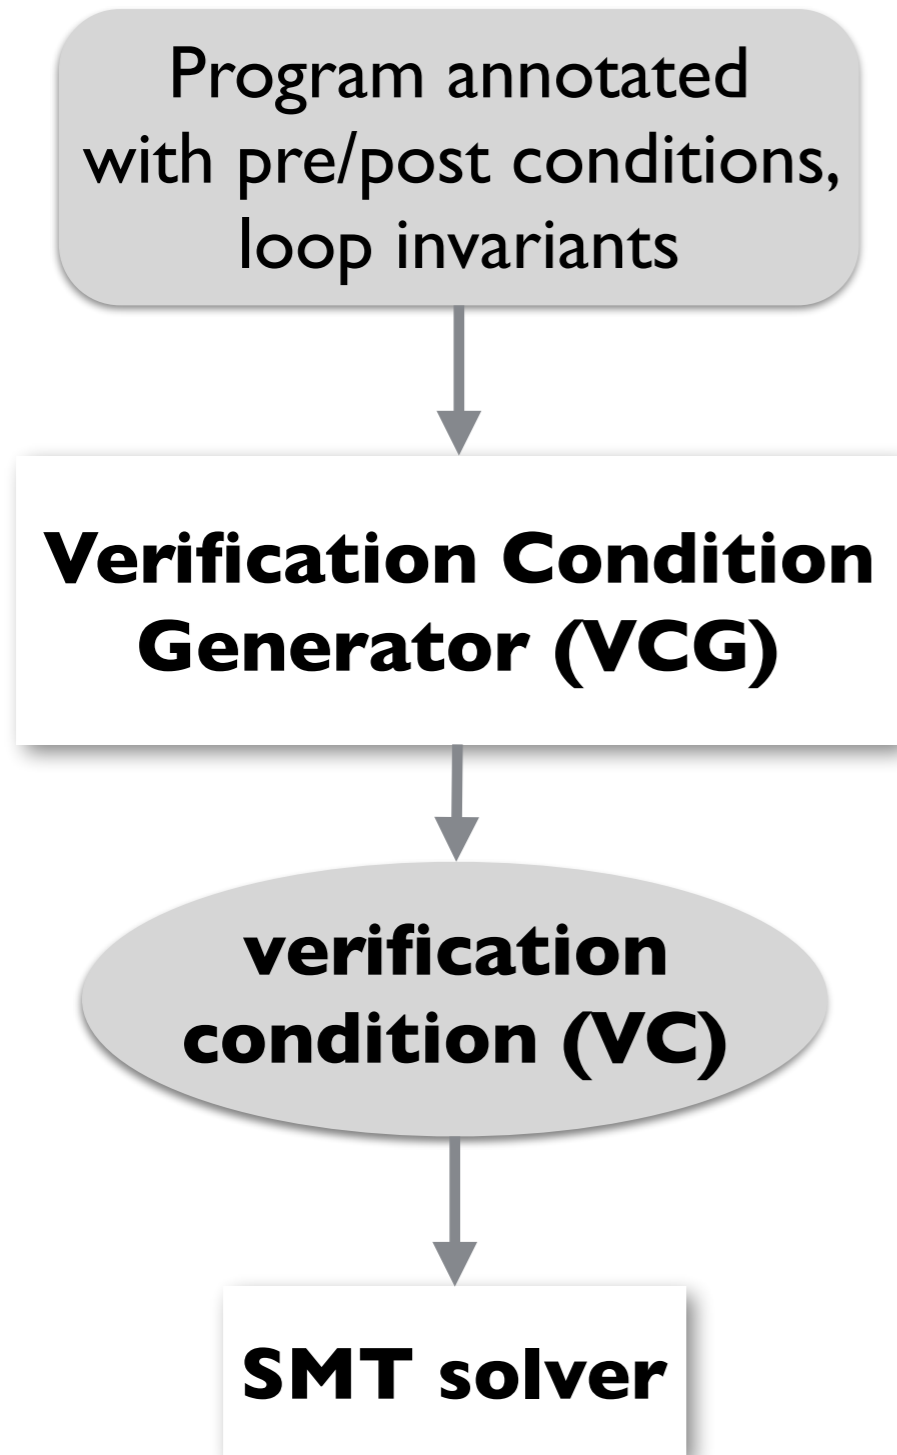 Program annotated
with pre/post conditions,
loop invariants
Verification Condition
Generator (VCG)
verification
condition (VC)
SMT solver